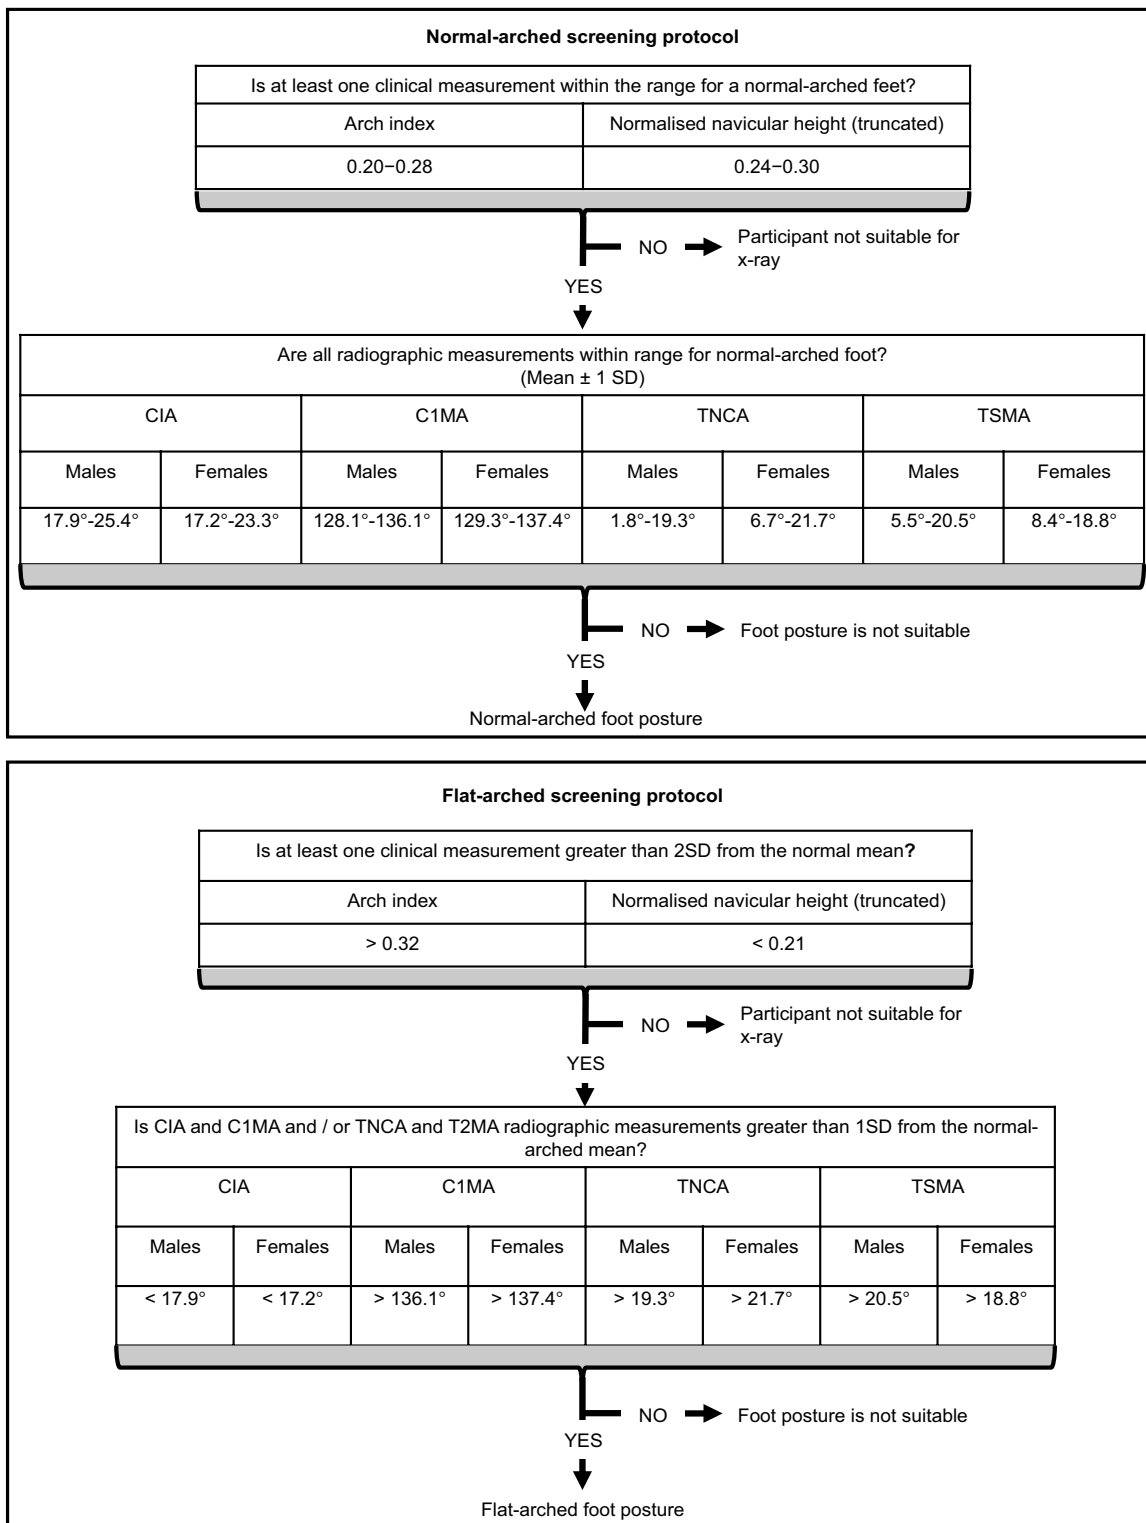 Normal-arched screening protocol
Is at least one clinical measurement within the range for a normal-arched feet?
Arch index
Normalised navicular height (truncated)
0.20−0.28
0.24−0.30
NO
Participant not suitable for
x-ray
YES
Are all radiographic measurements within range for normal-arched foot?
(Mean ± 1 SD)
CIA
C1MA
TNCA
TSMA
Males
Females
Males
Females
Males
Females
Males
Females
17.9°-25.4°
17.2°-23.3°
128.1°-136.1°
129.3°-137.4°
1.8°-19.3°
6.7°-21.7°
5.5°-20.5°
8.4°-18.8°
NO
Foot posture is not suitable
YES
Normal-arched foot posture
Flat-arched screening protocol
Is at least one clinical measurement greater than 2SD from the normal mean?
Arch index
Normalised navicular height (truncated)
> 0.32
< 0.21
NO
Participant not suitable for
x-ray
YES
Is CIA and C1MA and / or TNCA and T2MA radiographic measurements greater than 1SD from the normal-
arched mean?
CIA
C1MA
TNCA
TSMA
Males
Females
Males
Females
Males
Females
Males
Females
< 17.9°
< 17.2°
> 136.1°
> 137.4°
> 19.3°
> 21.7°
> 20.5°
> 18.8°
NO
Foot posture is not suitable
YES
Flat-arched foot posture